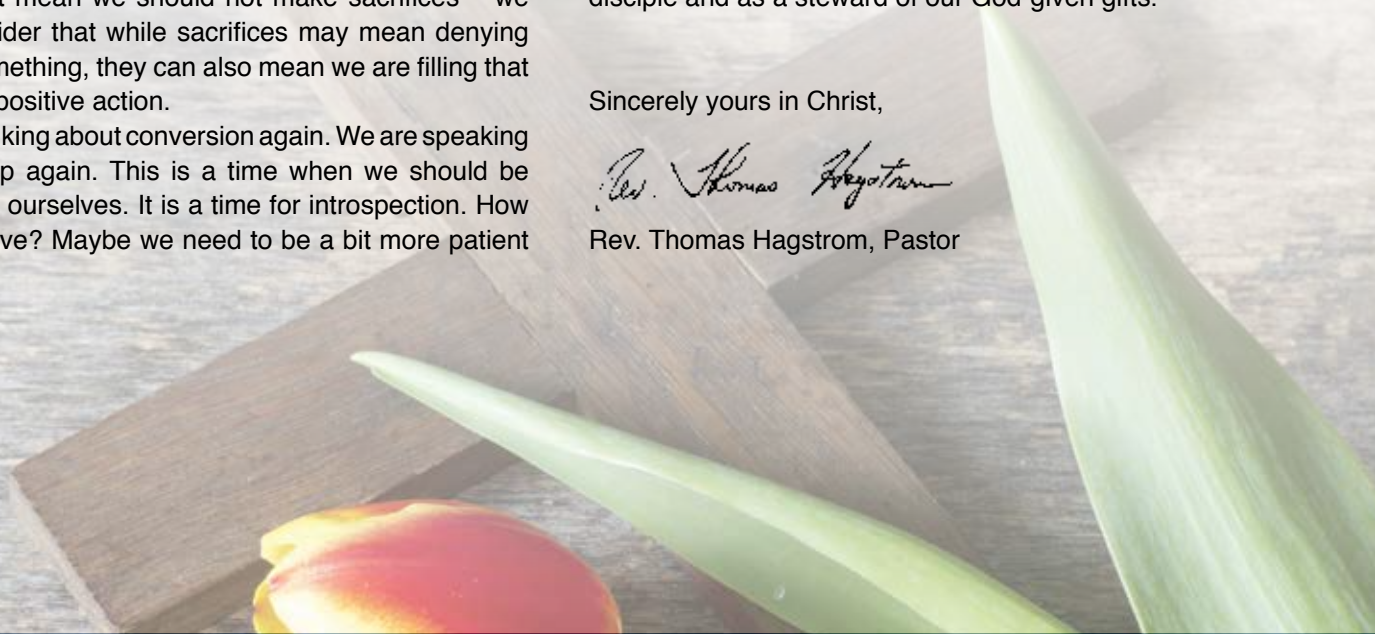 mean we should not make sacrifices – we
ider that while sacrifices may mean denying
mething, they can also mean we are filling that
positive action.
king about conversion again. We are speaking
p again. This is a time when we should be
ourselves. It is a time for introspection. How
ve? Maybe we need to be a bit more patient
disciple and as a steward of our God-given gifts.
Sincerely yours in Christ,
Rev. Thomas Hagstrom
Rev. Thomas Hagstrom, Pastor